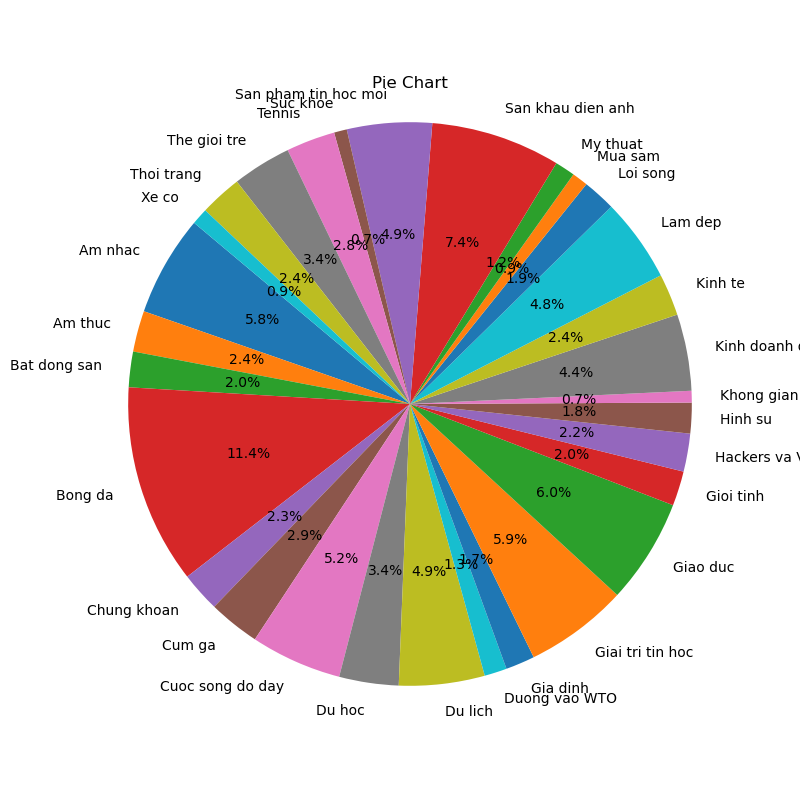 Pie Chart
San pham tin hoc moi
Suc khoe
Tennis
The gioi tre
Thoi trang
Xe co
Am nhac
Am thuc
Bat dong san
Bong da
Chung khoan
Cum ga
Cuoc song do day
Du hoc
Du lich
Duong vao WTO
Gia dinh
Giai tri tin hoc
Giao duc
Gioi tinh
Hackers va V
Hinh su
Khong gian
Kinh doanh
Kinh te
Lam dep
Loi song
Mua sam
My thuat
San khau dien anh
4.9%
0.7%
2.8%
3.4%
2.4%
0.9%
5.8%
2.4%
2.0%
11.4%
2.3%
2.9%
5.2%
3.4%
4.9%
1.3%
1.7%
5.9%
6.0%
2.0%
2.2%
1.8%
0.7%
4.4%
2.4%
4.8%
1.9%
0.9%
1.2%
7.4%